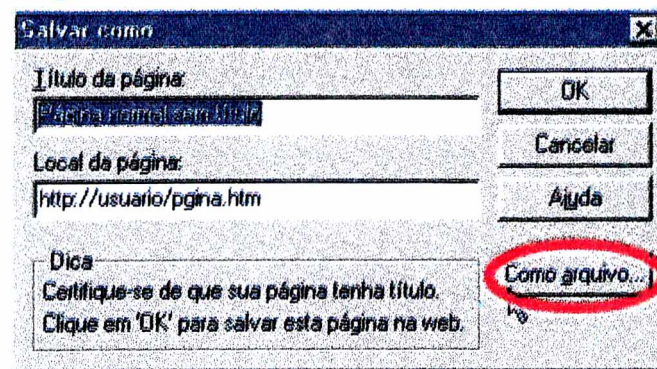 Salvar como
Título da página:
Página normal sem título
OK
Local da página:
Cancelar
http://usuario/pgina.htm
Ajuda
Dica
Certifique-se de que sua página tenha título.
Clique em 'OK' para salvar esta página na web.
Como arquivo...